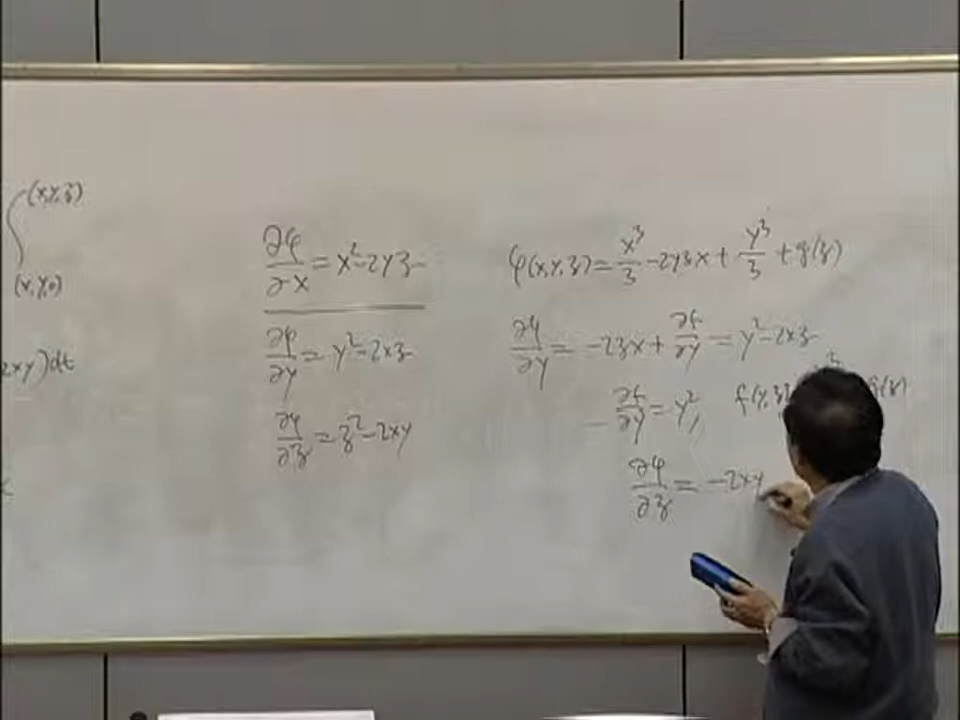 (x,y,z)
(x,y,0)
2xy)dt
∂φ/∂x = x²-2yz
∂φ/∂y = y²-2xz
∂φ/∂z = z²-2xy
φ(x,y,z) = x³/3 - 2yzx + y³/3 + g(z)
∂φ/∂y = -2zx + ∂f/∂y = y²-2xz
∂f/∂y = y², f(y,z) g(z)
∂φ/∂z = -2xy